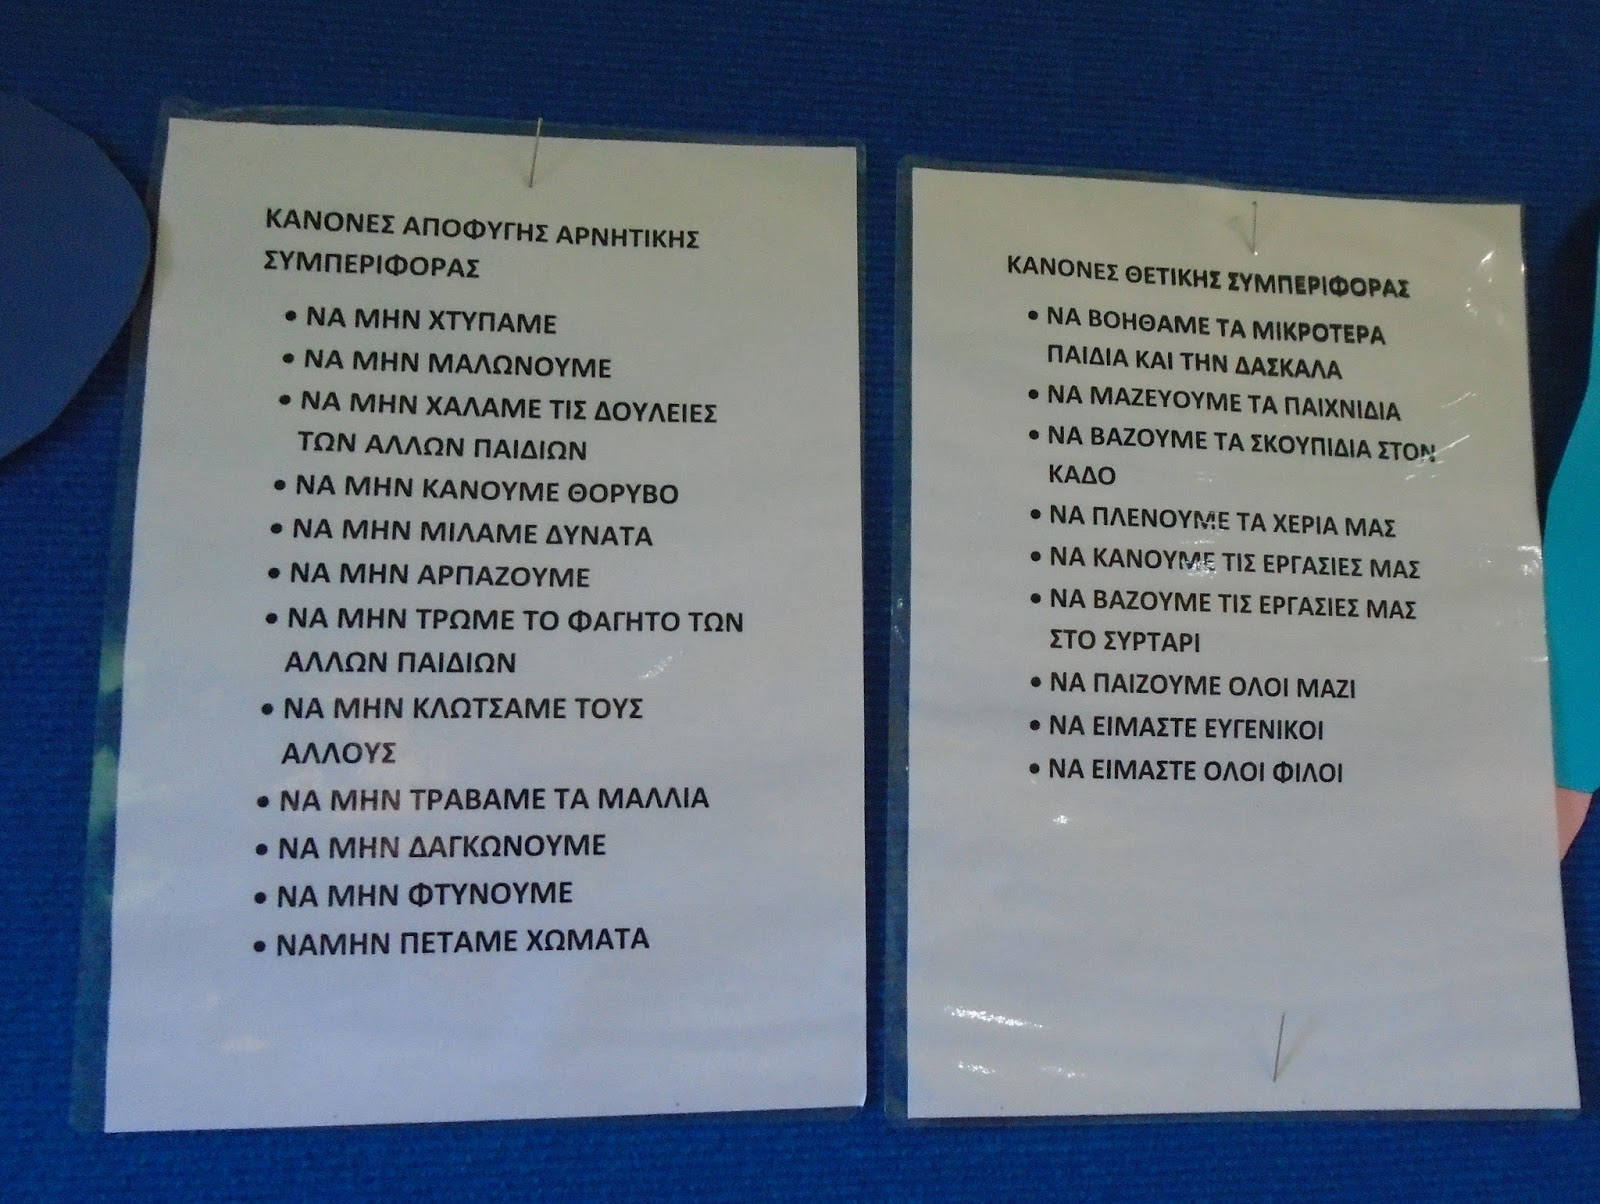 ΚΑΝΟΝΕΣ ΑΠΟΦΥΓΗΣ ΑΡΝΗΤΙΚΗΣ
ΣΥΜΠΕΡΙΦΟΡΑΣ
• ΝΑ ΜΗΝ ΧΤΥΠΑΜΕ
• ΝΑ ΜΗΝ ΜΑΛΩΝΟΥΜΕ
• ΝΑ ΜΗΝ ΧΑΛΑΜΕ ΤΙΣ ΔΟΥΛΕΙΕΣ
ΤΩΝ ΑΛΛΩΝ ΠΑΙΔΙΩΝ
• ΝΑ ΜΗΝ ΚΑΝΟΥΜΕ ΘΟΡΥΒΟ
• ΝΑ ΜΗΝ ΜΙΛΑΜΕ ΔΥΝΑΤΑ
• ΝΑ ΜΗΝ ΑΡΠΑΖΟΥΜΕ
• ΝΑ ΜΗΝ ΤΡΩΜΕ ΤΟ ΦΑΓΗΤΟ ΤΩΝ
ΑΛΛΩΝ ΠΑΙΔΙΩΝ
• ΝΑ ΜΗΝ ΚΛΩΤΣΑΜΕ ΤΟΥΣ
ΑΛΛΟΥΣ
• ΝΑ ΜΗΝ ΤΡΑΒΑΜΕ ΤΑ ΜΑΛΛΙΑ
• ΝΑ ΜΗΝ ΔΑΓΚΩΝΟΥΜΕ
• ΝΑ ΜΗΝ ΦΤΥΝΟΥΜΕ
• ΝΑΜΗΝ ΠΕΤΑΜΕ ΧΩΜΑΤΑ
ΚΑΝΟΝΕΣ ΘΕΤΙΚΗΣ ΣΥΜΠΕΡΙΦΟΡΑΣ
• ΝΑ ΒΟΗΘΑΜΕ ΤΑ ΜΙΚΡΟΤΕΡΑ
ΠΑΙΔΙΑ ΚΑΙ ΤΗΝ ΔΑΣΚΑΛΑ
• ΝΑ ΜΑΖΕΥΟΥΜΕ ΤΑ ΠΑΙΧΝΙΔΙΑ
• ΝΑ ΒΑΖΟΥΜΕ ΤΑ ΣΚΟΥΠΙΔΙΑ ΣΤΟΝ
ΚΑΔΟ
• ΝΑ ΠΛΕΝΟΥΜΕ ΤΑ ΧΕΡΙΑ ΜΑΣ
• ΝΑ ΚΑΝΟΥΜΕ ΤΙΣ ΕΡΓΑΣΙΕΣ ΜΑΣ
• ΝΑ ΒΑΖΟΥΜΕ ΤΙΣ ΕΡΓΑΣΙΕΣ ΜΑΣ
ΣΤΟ ΣΥΡΤΑΡΙ
• ΝΑ ΠΑΙΖΟΥΜΕ ΟΛΟΙ ΜΑΖΙ
• ΝΑ ΕΙΜΑΣΤΕ ΕΥΓΕΝΙΚΟΙ
• ΝΑ ΕΙΜΑΣΤΕ ΟΛΟΙ ΦΙΛΟΙ